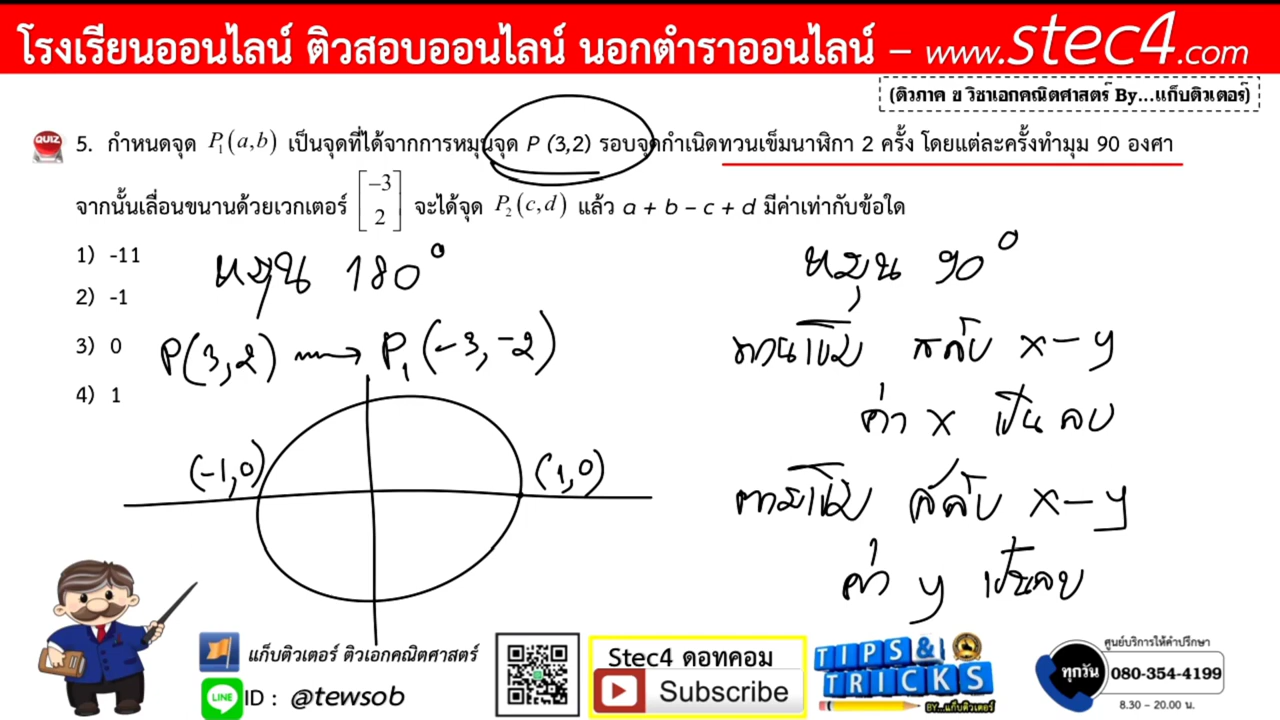 โรงเรียนออนไลน์ ติวสอบออนไลน์ นอกตำราออนไลน์ – www.stec4.com
(ติวภาค ข วิชาเอกคณิตศาสตร์ By...แก็บติวเตอร์)
QUIZ
5. กำหนดจุด P₁(a,b) เป็นจุดที่ได้จากการหมุนจุด P (3,2) รอบจุดกำเนิดทวนเข็มนาฬิกา 2 ครั้ง โดยแต่ละครั้งทำมุม 90 องศา
จากนั้นเลื่อนขนานด้วยเวกเตอร์ [-3 2] จะได้จุด P₂(c,d) แล้ว a + b – c + d มีค่าเท่ากับข้อใด
1) -11
2) -1
3) 0
4) 1
หมุน 180°
P(3,2) → P₁(-3,-2)
(-1,0)
(1,0)
หมุน 90°
ทวนเข็ม สลับ x-y
ค่า x เป็นลบ
ตามเข็ม สลับ x-y
ค่า y เป็นลบ
แก็บติวเตอร์ ติวเอกคณิตศาสตร์
LINE ID : @tewsob
Stec4 ดอทคอม
Subscribe
TIPS & TRICKS
BY...แก็บติวเตอร์
ทุกวัน
ศูนย์บริการให้คำปรึกษา
080-354-4199
8.30 – 20.00 น.